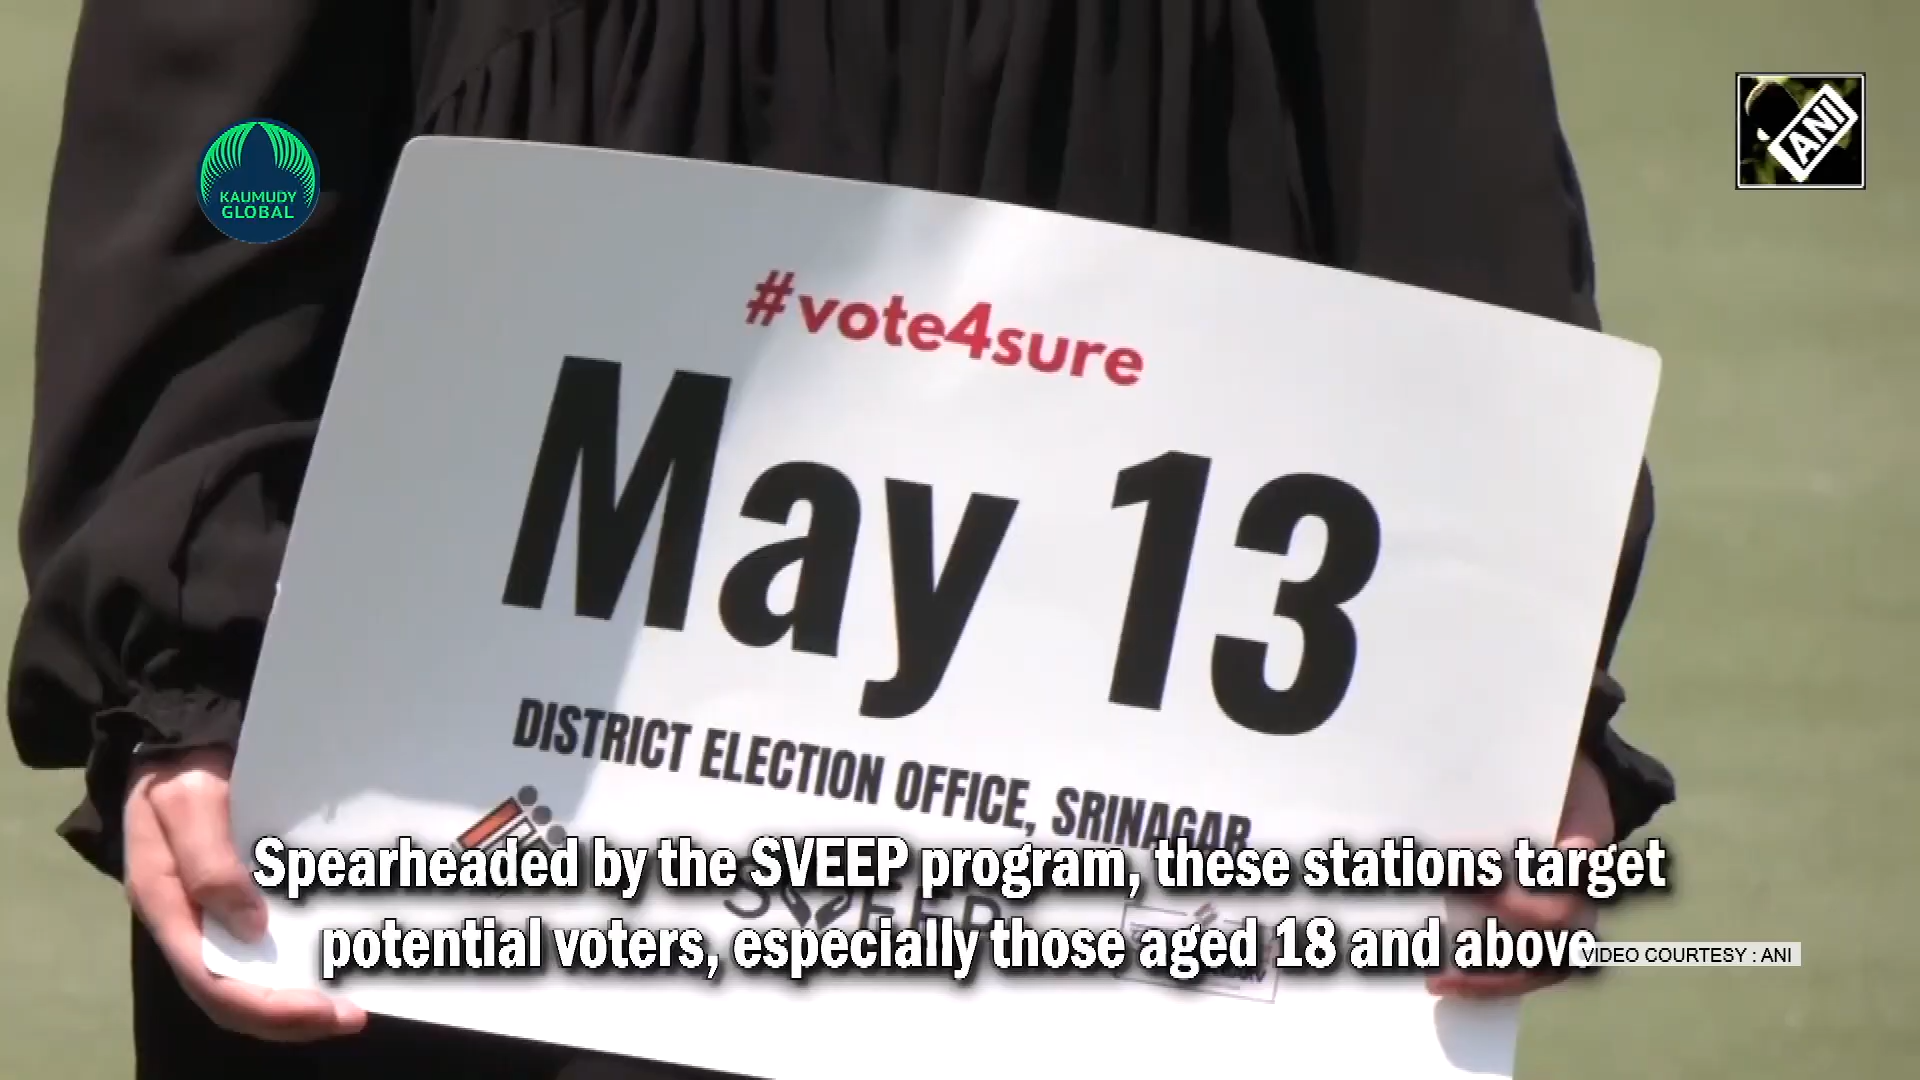 KAUMUDY
GLOBAL
ANI
#vote4sure
May 13
DISTRICT ELECTION OFFICE, SRINAGAR
SVEEP
Spearheaded by the SVEEP program, these stations target
potential voters, especially those aged 18 and above
VIDEO COURTESY : ANI